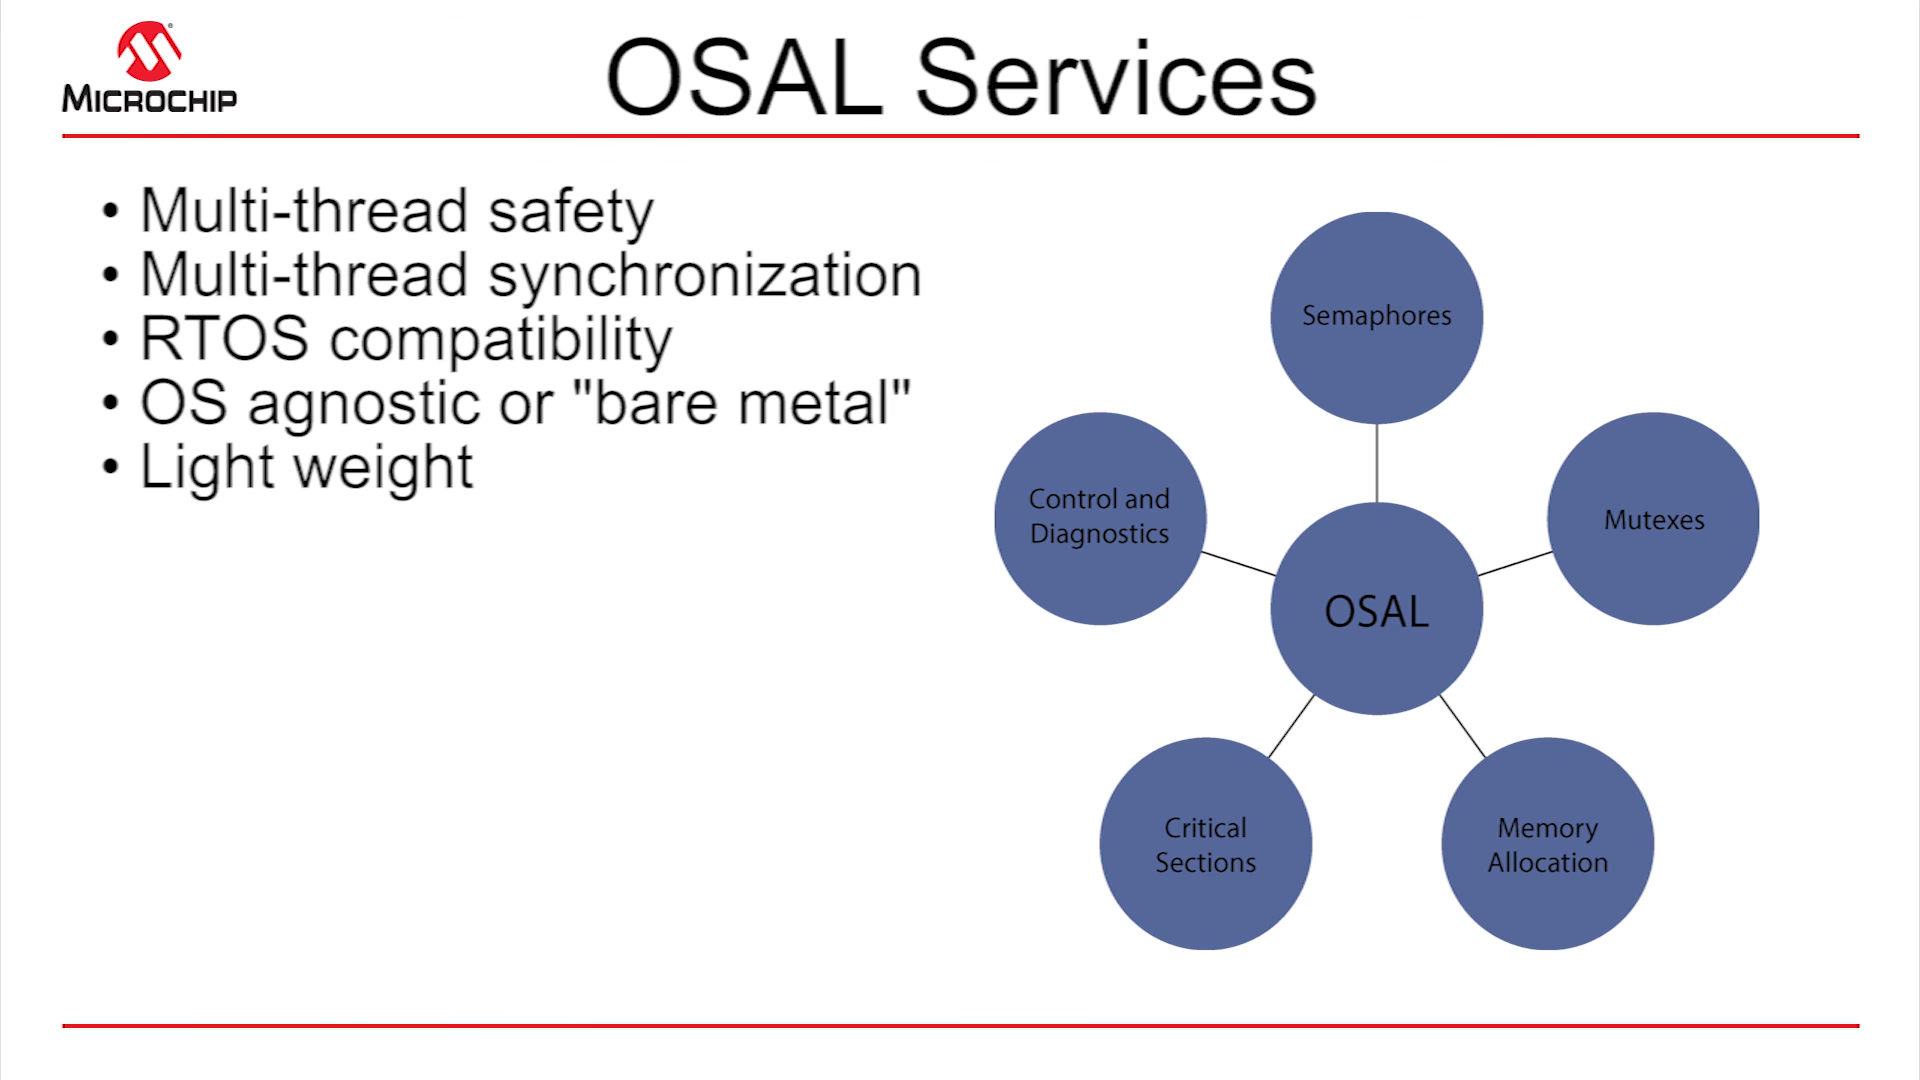 MICROCHIP
OSAL Services
• Multi-thread safety
• Multi-thread synchronization
• RTOS compatibility
• OS agnostic or "bare metal"
• Light weight
Semaphores
Control and
Diagnostics
Mutexes
OSAL
Critical
Sections
Memory
Allocation